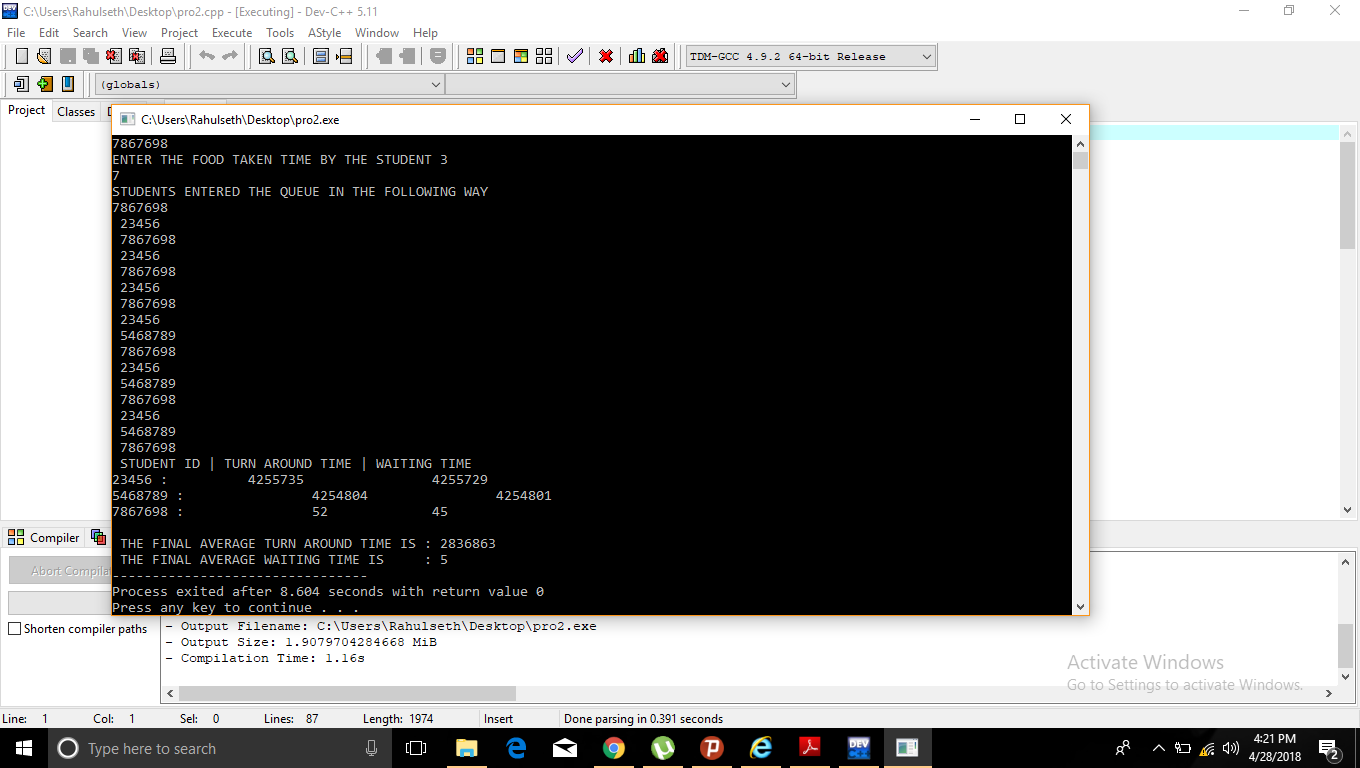 C:\Users\Rahulseth\Desktop\pro2.cpp - [Executing] - Dev-C++ 5.11
File Edit Search View Project Execute Tools AStyle Window Help
TDM-GCC 4.9.2 64-bit Release
(globals)
Project Classes
C:\Users\Rahulseth\Desktop\pro2.exe
7867698
ENTER THE FOOD TAKEN TIME BY THE STUDENT 3
7
STUDENTS ENTERED THE QUEUE IN THE FOLLOWING WAY
7867698
23456
7867698
23456
7867698
23456
7867698
23456
5468789
7867698
23456
5468789
7867698
23456
5468789
7867698
STUDENT ID | TURN AROUND TIME | WAITING TIME
23456 : 4255735 4255729
5468789 : 4254804 4254801
7867698 : 52 45
THE FINAL AVERAGE TURN AROUND TIME IS : 2836863
THE FINAL AVERAGE WAITING TIME IS : 5
--------------------------------
Process exited after 8.604 seconds with return value 0
Press any key to continue . . .
Compiler
Abort Compila
Shorten compiler paths
- Output Filename: C:\Users\Rahulseth\Desktop\pro2.exe
- Output Size: 1.9079704284668 MiB
- Compilation Time: 1.16s
Activate Windows
Go to Settings to activate Windows.
Line: 1 Col: 1 Sel: 0 Lines: 87 Length: 1974 Insert Done parsing in 0.391 seconds
Type here to search
DEV
4:21 PM
4/28/2018
2